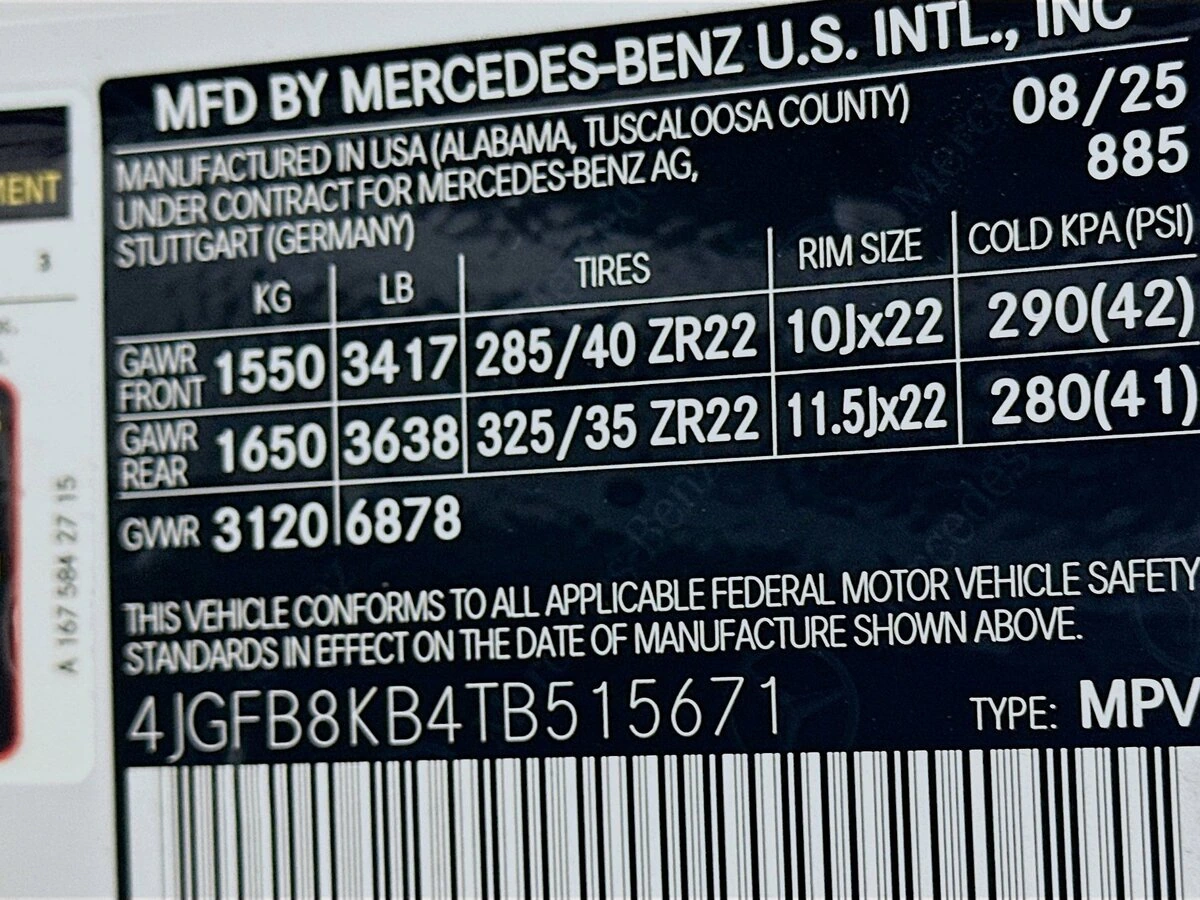 MFD BY MERCEDES-BENZ U.S. INTL., INC
MANUFACTURED IN USA (ALABAMA, TUSCALOOSA COUNTY) 08/25
UNDER CONTRACT FOR MERCEDES-BENZ AG, 885
STUTTGART (GERMANY)
KG LB TIRES RIM SIZE COLD KPA (PSI)
GAWR FRONT 1550 3417 285/40 ZR22 10Jx22 290(42)
GAWR REAR 1650 3638 325/35 ZR22 11.5Jx22 280(41)
GVWR 3120 6878
THIS VEHICLE CONFORMS TO ALL APPLICABLE FEDERAL MOTOR VEHICLE SAFETY
STANDARDS IN EFFECT ON THE DATE OF MANUFACTURE SHOWN ABOVE.
4JGFB8KB4TB515671 TYPE: MPV
MENT
3
A 167 584 27 15